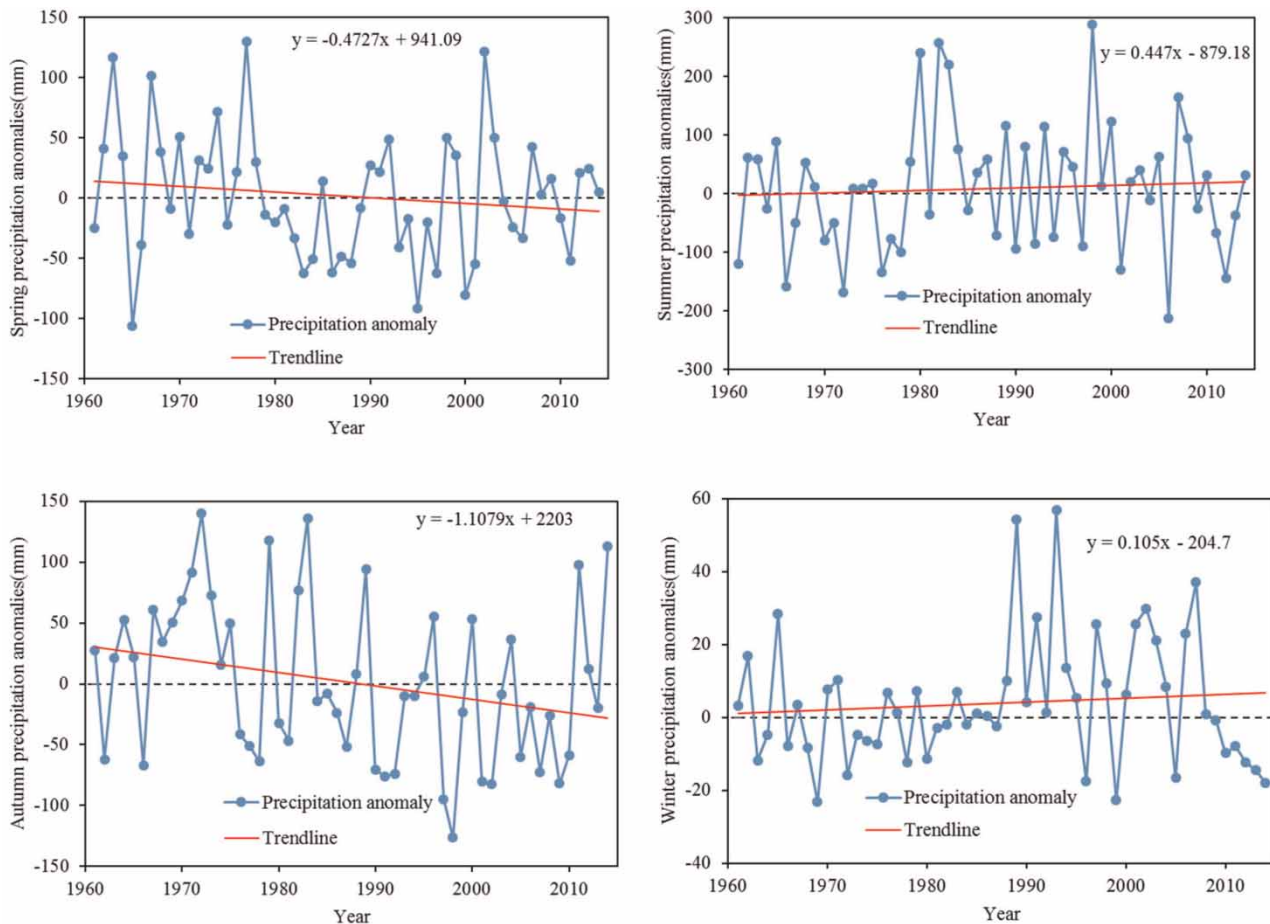 150
100
50
0
-50
-100
-150
Spring precipitation anomalies(mm)
y = -0.4727x + 941.09
Precipitation anomaly
Trendline
1960 1970 1980 1990 2000 2010
Year
300
200
100
0
-100
-200
-300
Summer precipitation anomalies(mm)
y = 0.447x - 879.18
Precipitation anomaly
Trendline
1960 1970 1980 1990 2000 2010
Year
150
100
50
0
-50
-100
-150
Autumn precipitation anomalies(mm)
y = -1.1079x + 2203
Precipitation anomaly
Trendline
1960 1970 1980 1990 2000 2010
Year
60
40
20
0
-20
-40
Winter precipitation anomalies(mm)
y = 0.105x - 204.7
Precipitation anomaly
Trendline
1960 1970 1980 1990 2000 2010
Year